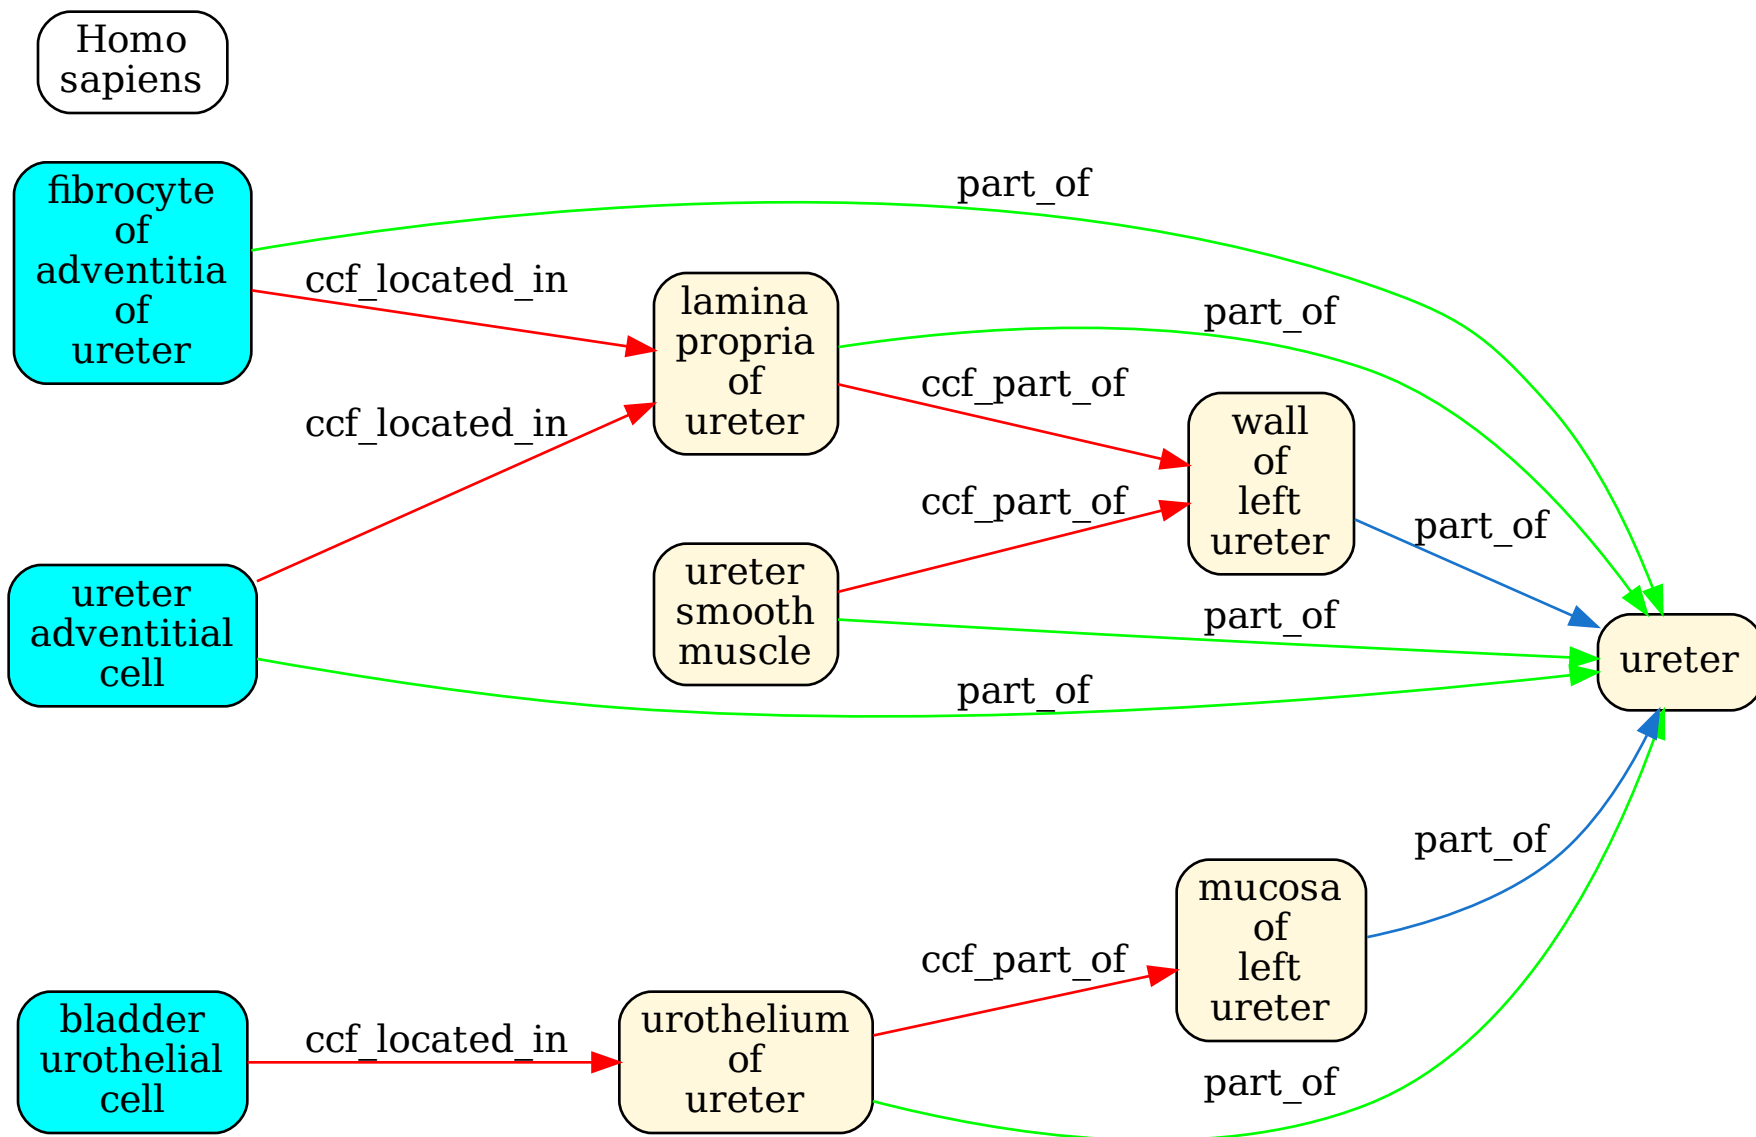 Homo
sapiens
fibrocyte
of
adventitia
of
ureter
part_of
ccf_located_in
lamina
propria
of
ureter
part_of
ccf_part_of
ccf_located_in
wall
of
left
ureter
ccf_part_of
part_of
ureter
adventitial
cell
ureter
smooth
muscle
part_of
ureter
part_of
part_of
mucosa
of
left
ureter
ccf_part_of
bladder
urothelial
cell
ccf_located_in
urothelium
of
ureter
part_of